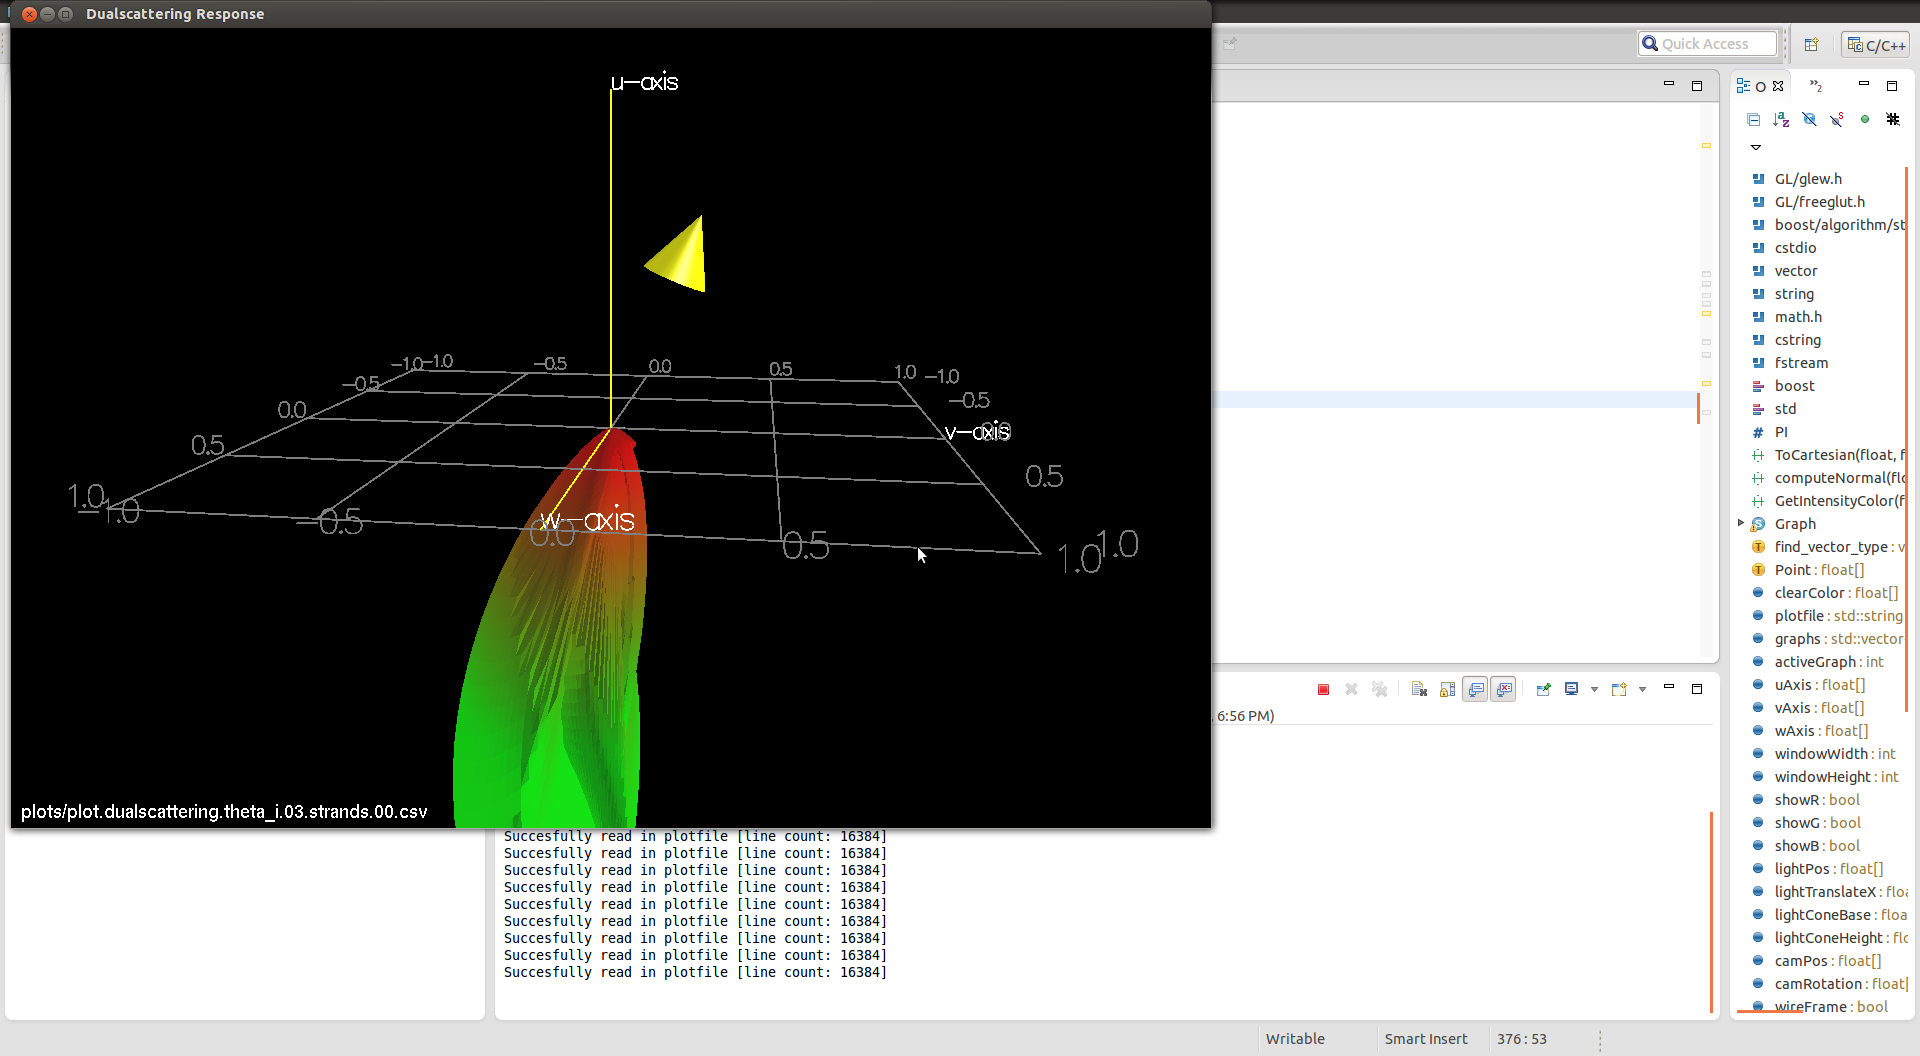 Dualscattering Response
u-axis
-1.0
-1.0
-0.5
0.0
0.5
1.0
-1.0
-0.5
-0.5
0.0
v-axis
0.5
0.5
1.0
-1.0
-0.5
w-axis
0.0
0.5
1.0
1.0
plots/plot.dualscattering.theta_i.03.strands.00.csv
Quick Access
C/C++
O
»2
GL/glew.h
GL/freeglut.h
boost/algorithm/st
cstdio
vector
string
math.h
cstring
fstream
boost
std
# PI
ToCartesian(float, f
computeNormal(flo
GetIntensityColor(f
Graph
find_vector_type : v
Point : float[]
clearColor : float[]
plotfile : std::string
graphs : std::vector
activeGraph : int
uAxis : float[]
vAxis : float[]
wAxis : float[]
windowWidth : int
windowHeight : int
showR : bool
showG : bool
showB : bool
lightPos : float[]
lightTranslateX : floa
lightConeBase : floa
lightConeHeight : flo
camPos : float[]
camRotation : float[
wireFrame : bool
, 6:56 PM)
Succesfully read in plotfile [line count: 16384]
Succesfully read in plotfile [line count: 16384]
Succesfully read in plotfile [line count: 16384]
Succesfully read in plotfile [line count: 16384]
Succesfully read in plotfile [line count: 16384]
Succesfully read in plotfile [line count: 16384]
Succesfully read in plotfile [line count: 16384]
Succesfully read in plotfile [line count: 16384]
Succesfully read in plotfile [line count: 16384]
Writable
Smart Insert
376 : 53